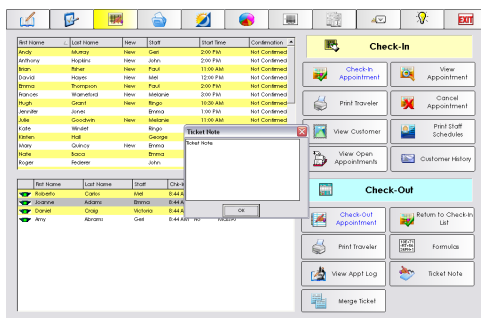 EXIT
First Name Last Name New Staff Start Time Confirmation
Andy Murray New Geri 2:00 PM Not Confirmed
Anthony Hopkins New John 2:00 PM Not Confirmed
Brian Fisher New Paul 11:00 AM Not Confirmed
David Hayes New Mel 12:00 PM Not Confirmed
Emma Thompson New Paul 2:00 PM Not Confirmed
Frances Waineford New Melanie 3:00 PM Not Confirmed
Hugh Grant New Ringo 10:30 AM Not Confirmed
Jennifer Jones Emma 1:00 PM Not Confirmed
Julie Goodwin New Melanie 11:00 AM Not Confirmed
Kate Winslet Ringo
Kirsten Hall George
Mary Quincy New Emma
Nate Baca Emma
Roger Federer John
Ticket Note
Ticket Note
OK
First Name Last Name Staff
Roberto Carlos Mel 8:44 A
Joanne Adams Emma 8:44 A
Daniel Craig Victoria 8:44 A
Amy Abrams Geri 8:44 AM No
Check-In
Check-In
Appointment
View
Appointment
Print Traveler
Cancel
Appointment
View Customer
Print Staff
Schedules
View Open
Appointments
Customer History
Check-Out
Check-Out
Appointment
Return to Check-In
List
Print Traveler
Formulas
View Appt Log
Ticket Note
Merge Ticket